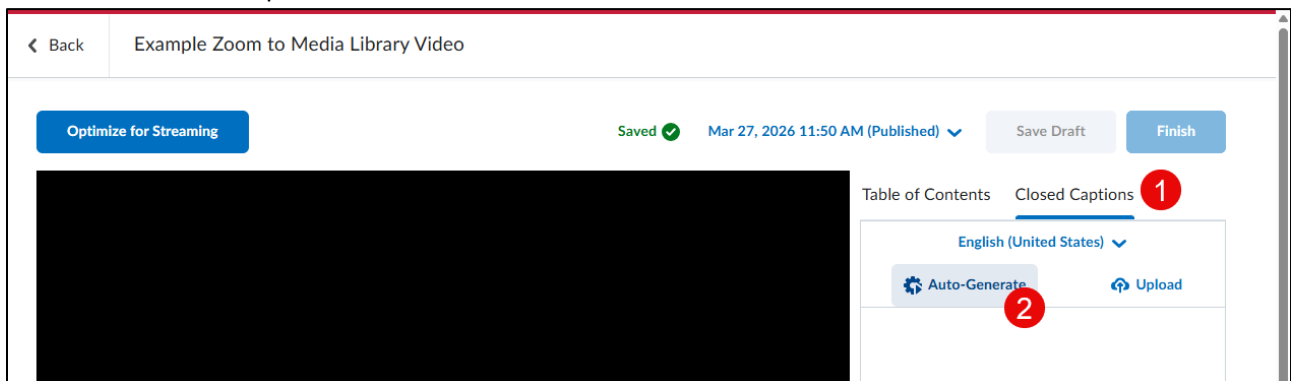 Back Example Zoom to Media Library Video
Optimize for Streaming Saved Mar 27, 2026 11:50 AM (Published) Save Draft Finish
Table of Contents Closed Captions 1
English (United States)
Auto-Generate Upload
2